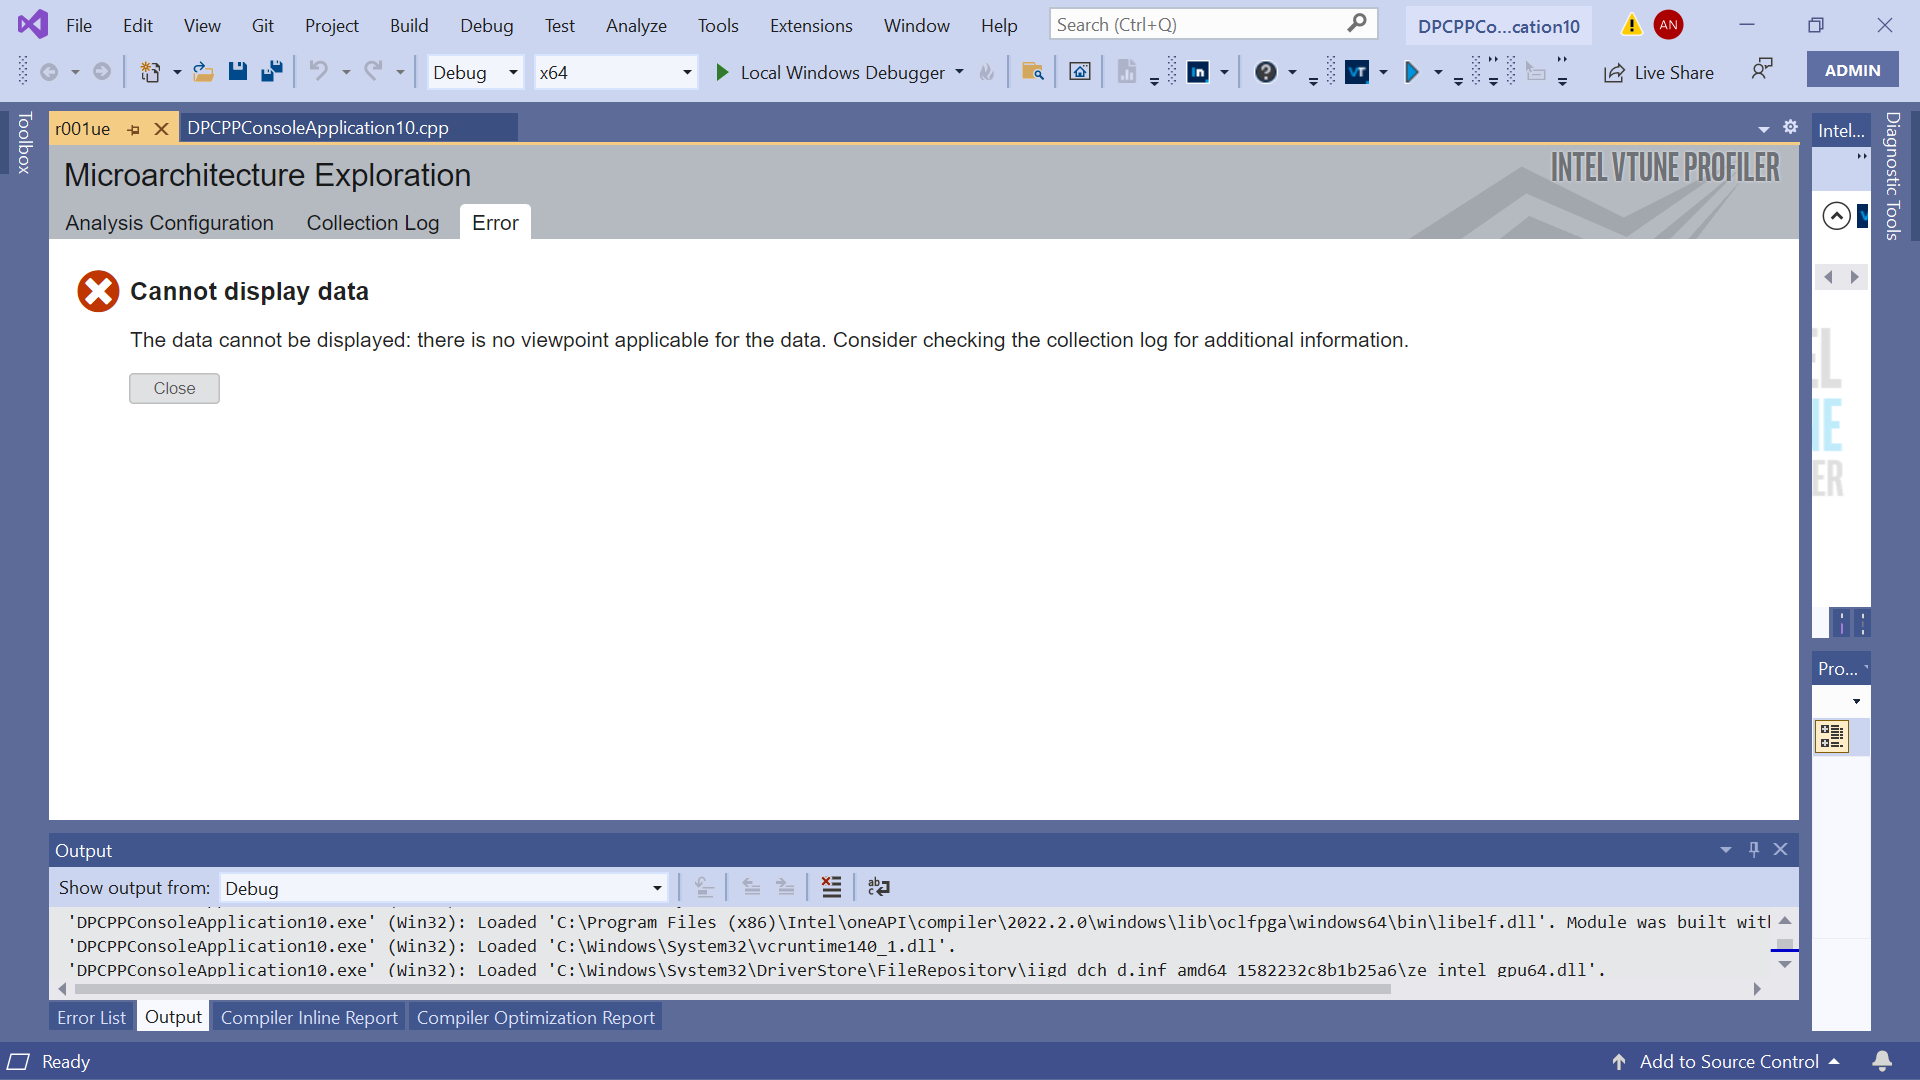 File Edit View Git Project Build Debug Test Analyze Tools Extensions Window Help Search (Ctrl+Q) DPCPPCo...cation10 AN
Debug x64 Local Windows Debugger in ? VT Live Share ADMIN
Toolbox
r001ue DPCPPConsoleApplication10.cpp
Intel...
Diagnostic Tools
Microarchitecture Exploration
INTEL VTUNE PROFILER
Analysis Configuration Collection Log Error
Cannot display data
The data cannot be displayed: there is no viewpoint applicable for the data. Consider checking the collection log for additional information.
Close
EL
IE
ER
Pro...
Output
Show output from: Debug
'DPCPPConsoleApplication10.exe' (Win32): Loaded 'C:\Program Files (x86)\Intel\oneAPI\compiler\2022.2.0\windows\lib\oclfpga\windows64\bin\libelf.dll'. Module was built with
'DPCPPConsoleApplication10.exe' (Win32): Loaded 'C:\Windows\System32\vcruntime140_1.dll'.
'DPCPPConsoleApplication10.exe' (Win32): Loaded 'C:\Windows\System32\DriverStore\FileRepository\iigd_dch_d.inf_amd64_1582232c8b1b25a6\ze_intel_gpu64.dll'.
Error List Output Compiler Inline Report Compiler Optimization Report
Ready Add to Source Control